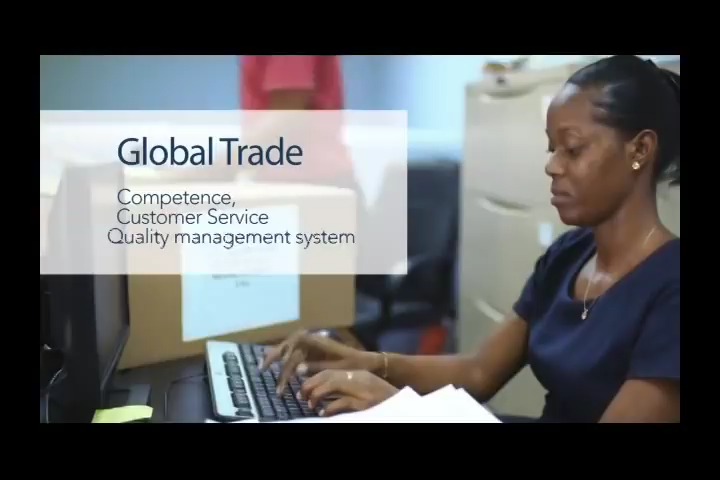 Global Trade
Competence,
Customer Service
Quality management system